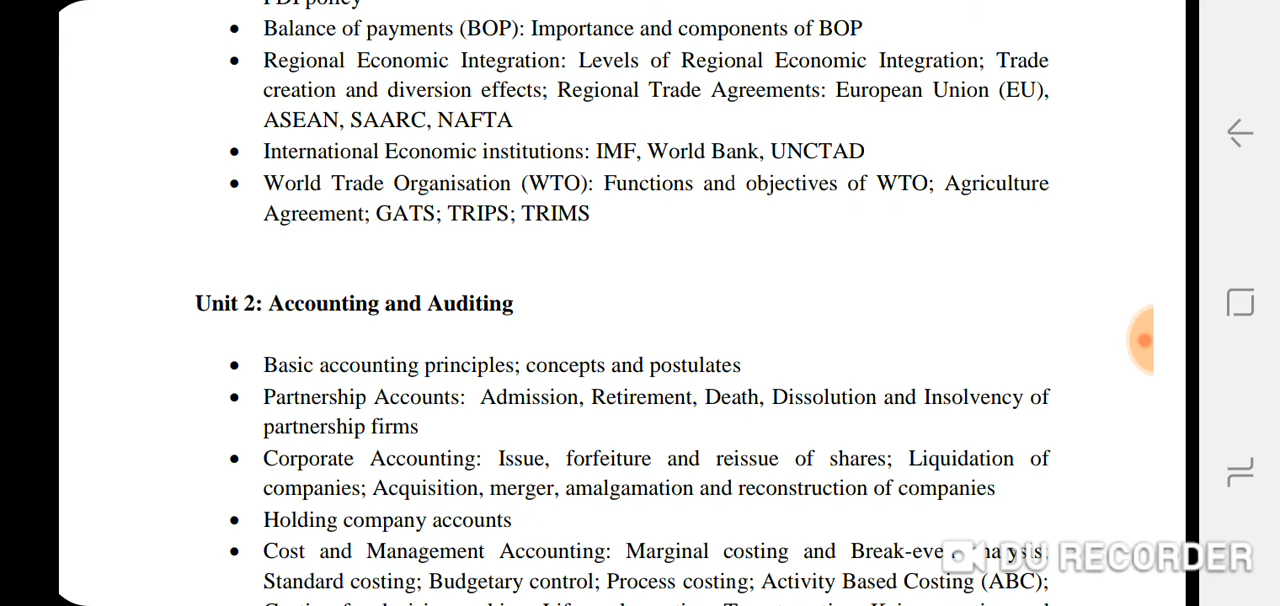 • Balance of payments (BOP): Importance and components of BOP
• Regional Economic Integration: Levels of Regional Economic Integration; Trade
creation and diversion effects; Regional Trade Agreements: European Union (EU),
ASEAN, SAARC, NAFTA
• International Economic institutions: IMF, World Bank, UNCTAD
• World Trade Organisation (WTO): Functions and objectives of WTO; Agriculture
Agreement; GATS; TRIPS; TRIMS
Unit 2: Accounting and Auditing
• Basic accounting principles; concepts and postulates
• Partnership Accounts: Admission, Retirement, Death, Dissolution and Insolvency of
partnership firms
• Corporate Accounting: Issue, forfeiture and reissue of shares; Liquidation of
companies; Acquisition, merger, amalgamation and reconstruction of companies
• Holding company accounts
• Cost and Management Accounting: Marginal costing and
DU RECORDER
Standard costing; Budgetary control; Process costing; Activity Based Costing (ABC);